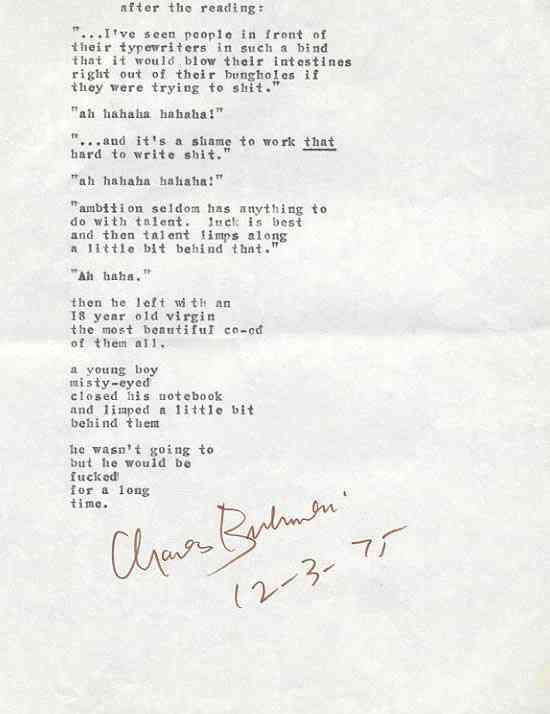 after the reading:
"...I've seen people in front of
their typewriters in such a bind
that it would blow their intestines
right out of their bungholes if
they were trying to shit."
"ah hahaha hahaha!"
"...and it's a shame to work that
hard to write shit."
"ah hahaha hahaha!"
"ambition seldom has anything to
do with talent. luck is best
and then talent limps along
a little bit behind that."
"Ah haha."
then he left with an
18 year old virgin
the most beautiful co-ed
of them all.
a young boy
misty-eyed
closed his notebook
and limped a little bit
behind them
he wasn't going to
but he would be
fucked
for a long
time.
Charles Bukowski
12-3-75